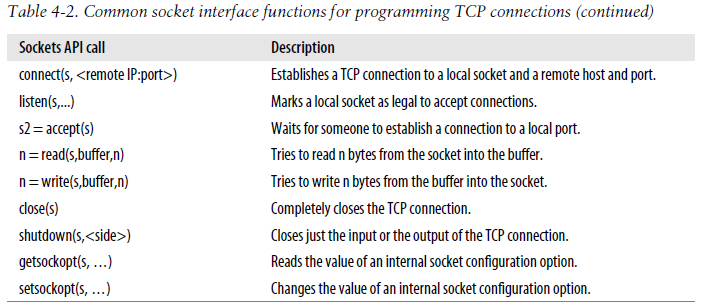 Table 4-2. Common socket interface functions for programming TCP connections (continued)
Sockets API call Description
connect(s, <remote IP:port>) Establishes a TCP connection to a local socket and a remote host and port.
listen(s,...) Marks a local socket as legal to accept connections.
s2 = accept(s) Waits for someone to establish a connection to a local port.
n = read(s,buffer,n) Tries to read n bytes from the socket into the buffer.
n = write(s,buffer,n) Tries to write n bytes from the buffer into the socket.
close(s) Completely closes the TCP connection.
shutdown(s,<side>) Closes just the input or the output of the TCP connection.
getsockopt(s, …) Reads the value of an internal socket configuration option.
setsockopt(s, …) Changes the value of an internal socket configuration option.